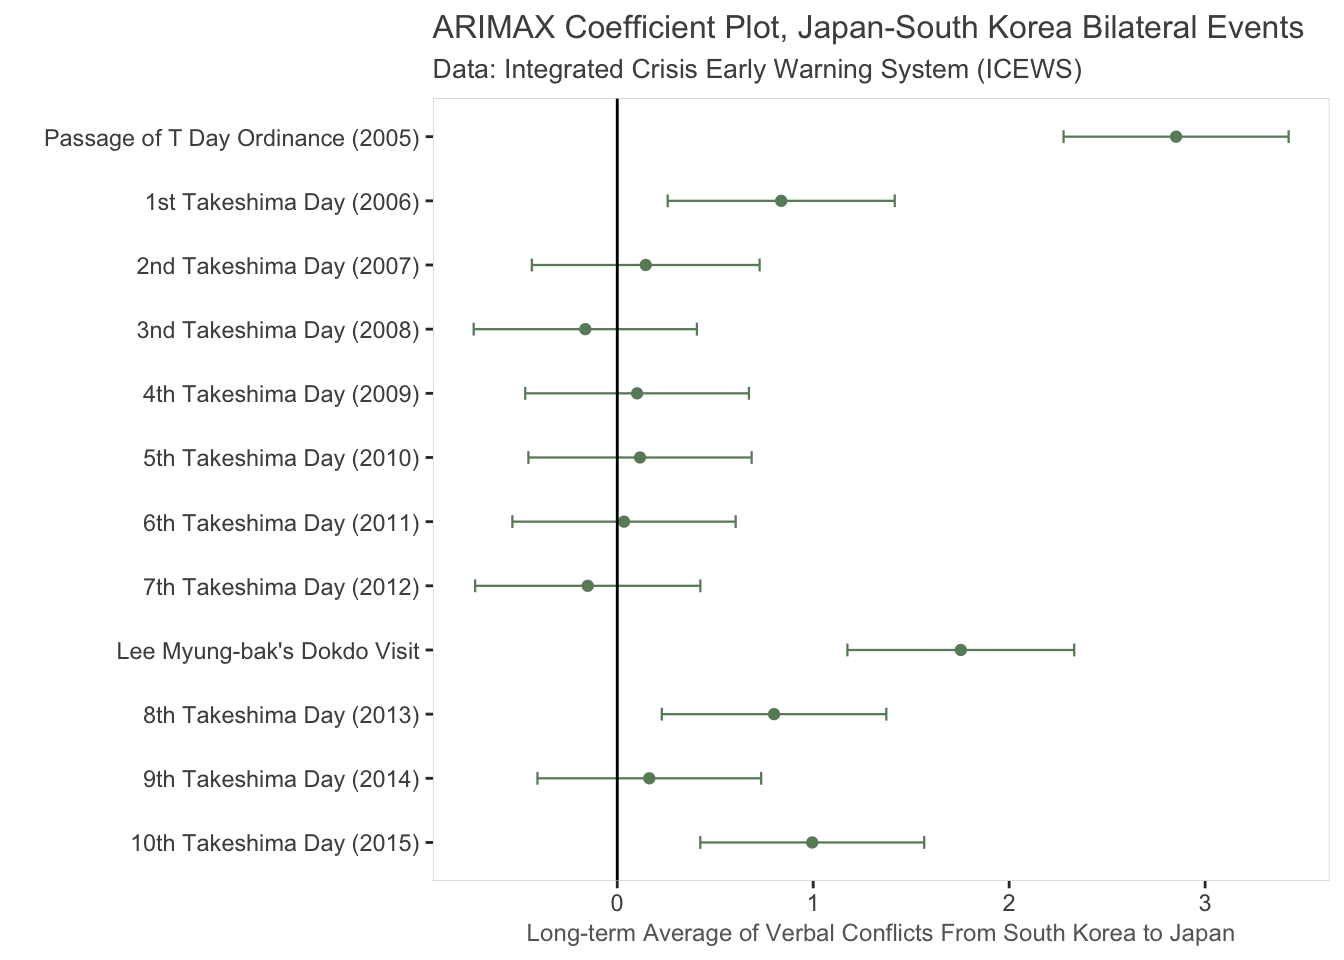 ARIMAX Coefficient Plot, Japan-South Korea Bilateral Events
Data: Integrated Crisis Early Warning System (ICEWS)
Passage of T Day Ordinance (2005)
1st Takeshima Day (2006)
2nd Takeshima Day (2007)
3nd Takeshima Day (2008)
4th Takeshima Day (2009)
5th Takeshima Day (2010)
6th Takeshima Day (2011)
7th Takeshima Day (2012)
Lee Myung-bak's Dokdo Visit
8th Takeshima Day (2013)
9th Takeshima Day (2014)
10th Takeshima Day (2015)
0 1 2 3
Long-term Average of Verbal Conflicts From South Korea to Japan